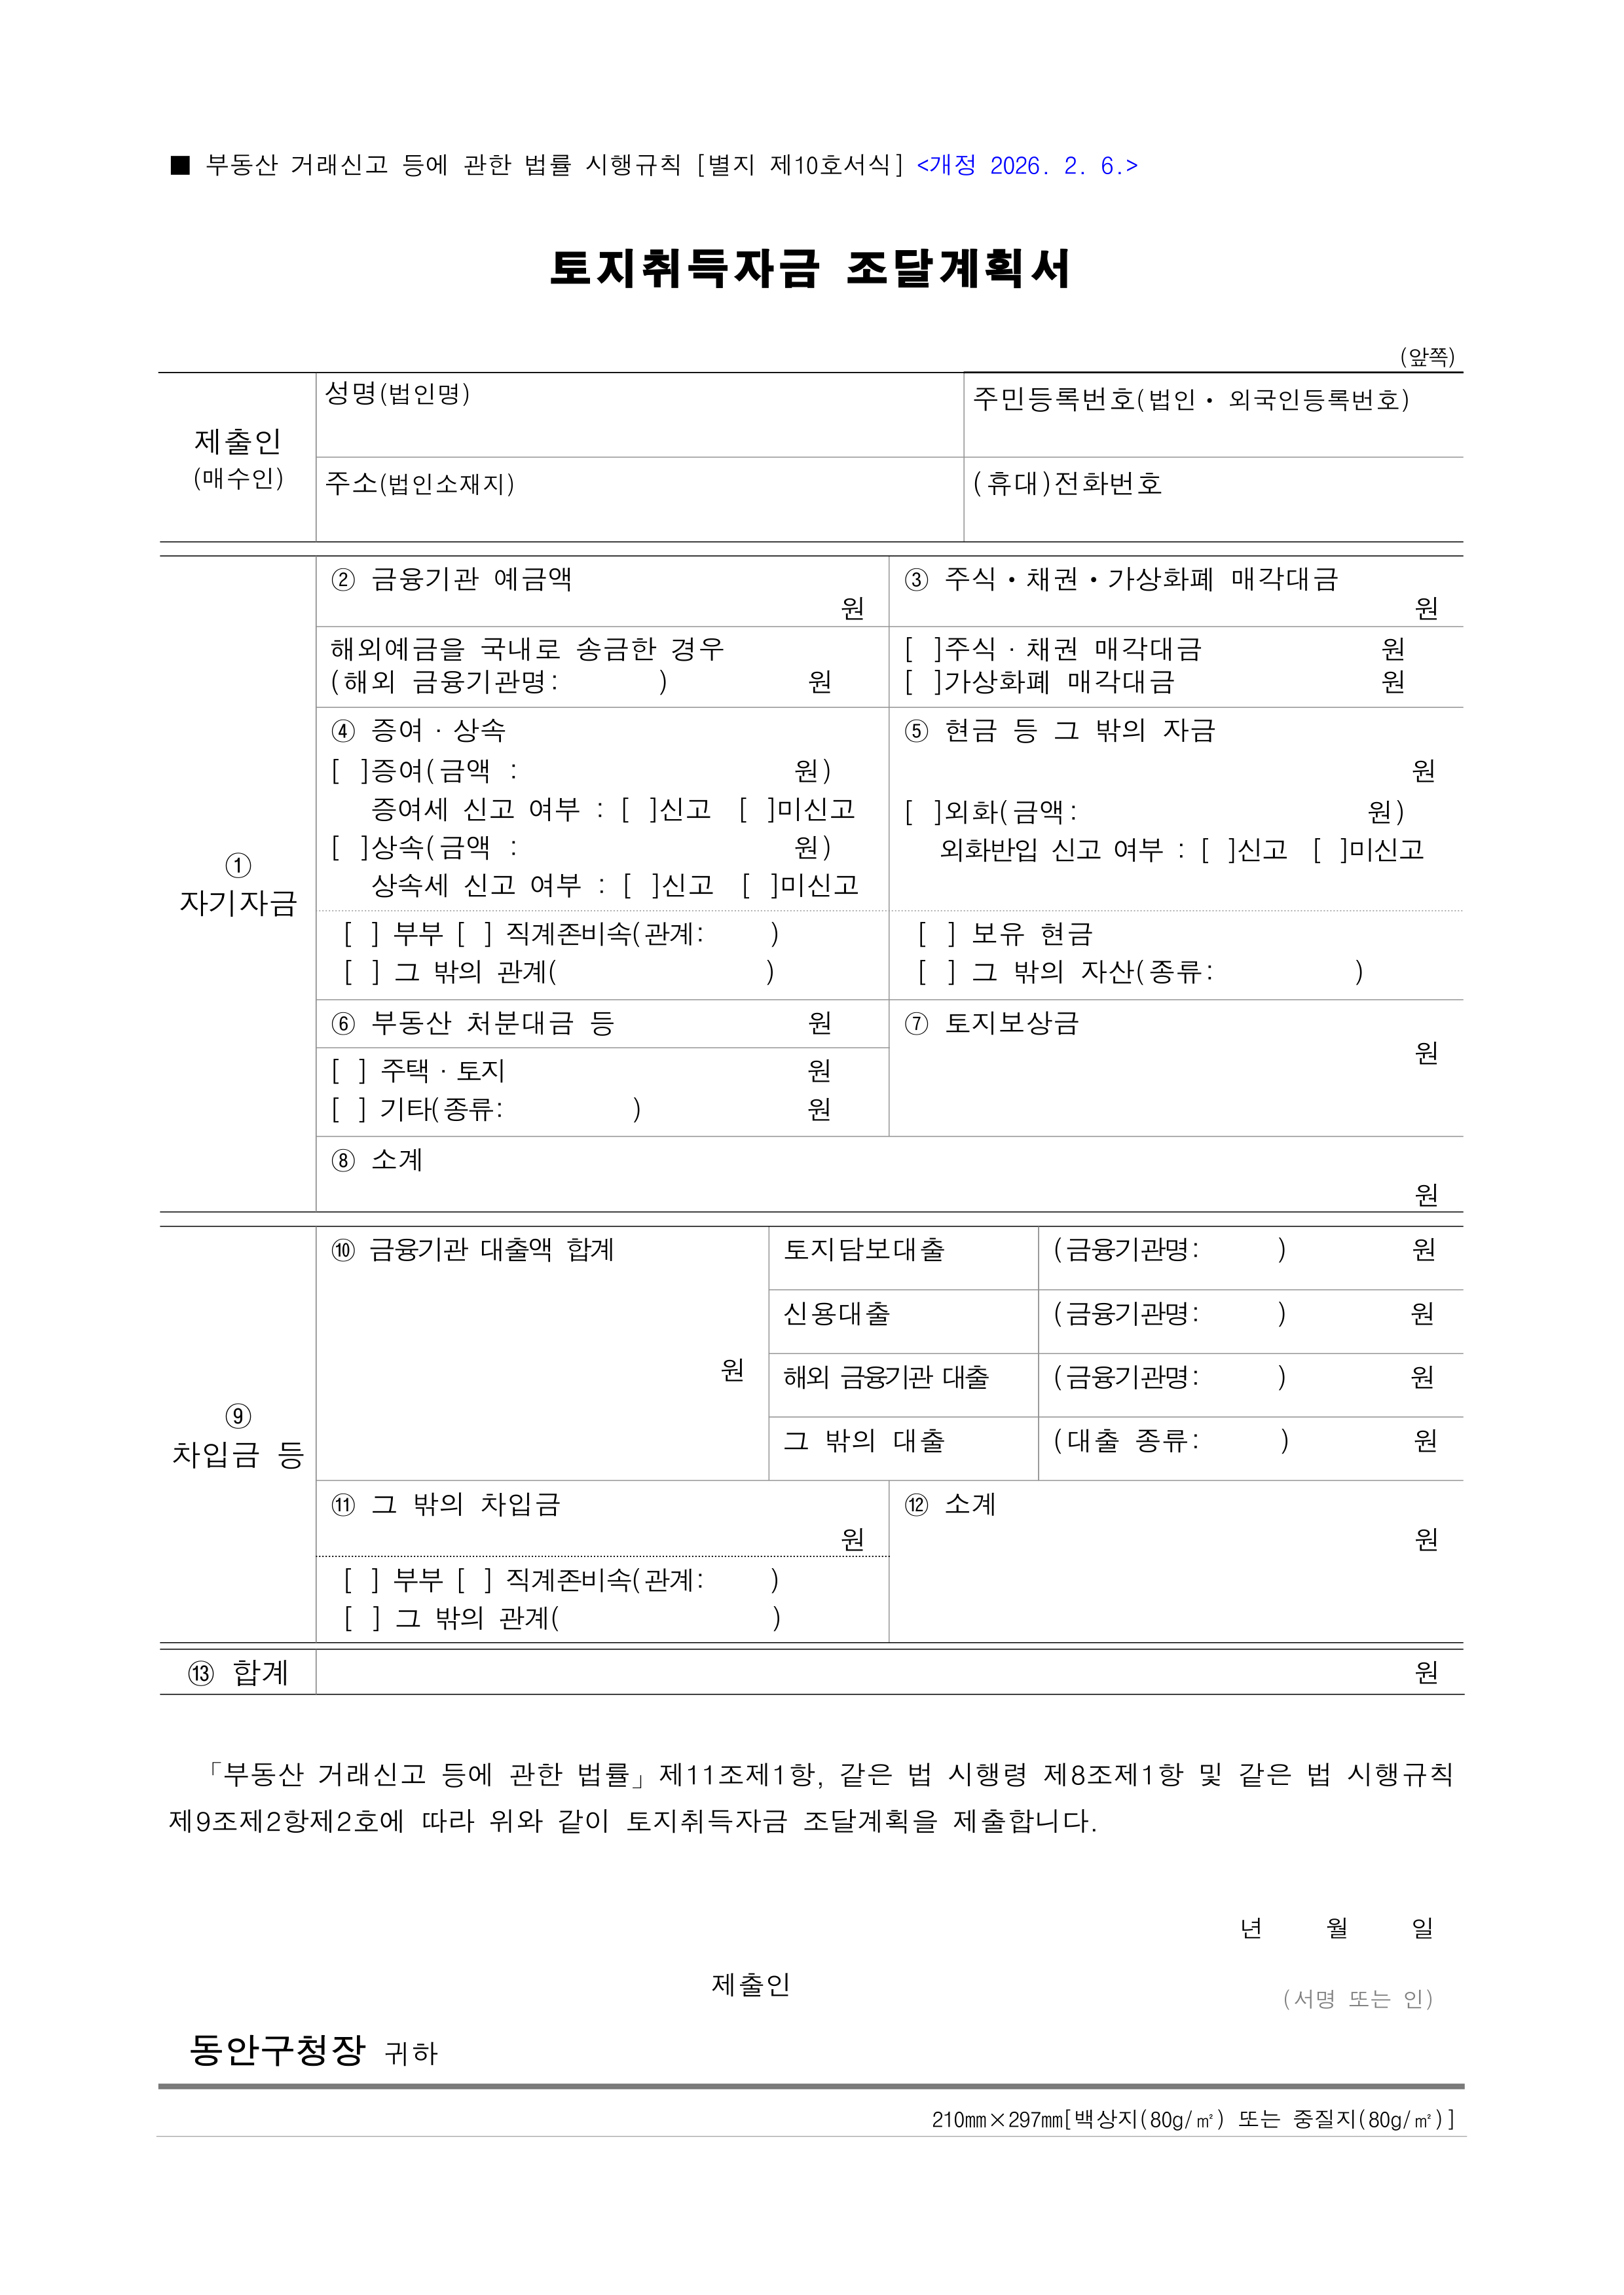 ■ 부동산 거래신고 등에 관한 법률 시행규칙 [별지 제10호서식] <개정 2026. 2. 6.>
토지취득자금 조달계획서
(앞쪽)
제출인
(매수인)
성명(법인명)
주민등록번호(법인・ 외국인등록번호)
주소(법인소재지)
(휴대)전화번호
①
자기자금
② 금융기관 예금액
원
③ 주식・채권・가상화폐 매각대금
원
해외예금을 국내로 송금한 경우
(해외 금융기관명: ) 원
[ ]주식·채권 매각대금 원
[ ]가상화폐 매각대금 원
④ 증여·상속
[ ]증여(금액 : 원)
증여세 신고 여부 : [ ]신고 [ ]미신고
[ ]상속(금액 : 원)
상속세 신고 여부 : [ ]신고 [ ]미신고
[ ] 부부 [ ] 직계존비속(관계: )
[ ] 그 밖의 관계( )
⑤ 현금 등 그 밖의 자금
원
[ ]외화(금액: 원)
외화반입 신고 여부 : [ ]신고 [ ]미신고
[ ] 보유 현금
[ ] 그 밖의 자산(종류: )
⑥ 부동산 처분대금 등 원
[ ] 주택·토지 원
[ ] 기타(종류: ) 원
⑦ 토지보상금
원
⑧ 소계
원
⑨
차입금 등
⑩ 금융기관 대출액 합계
원
토지담보대출 (금융기관명: ) 원
신용대출 (금융기관명: ) 원
해외 금융기관 대출 (금융기관명: ) 원
그 밖의 대출 (대출 종류: ) 원
⑪ 그 밖의 차입금
원
[ ] 부부 [ ] 직계존비속(관계: )
[ ] 그 밖의 관계( )
⑫ 소계
원
⑬ 합계 원
「부동산 거래신고 등에 관한 법률」제11조제1항, 같은 법 시행령 제8조제1항 및 같은 법 시행규칙
제9조제2항제2호에 따라 위와 같이 토지취득자금 조달계획을 제출합니다.
년 월 일
제출인
(서명 또는 인)
동안구청장 귀하
210㎜×297㎜[백상지(80g/㎡) 또는 중질지(80g/㎡)]